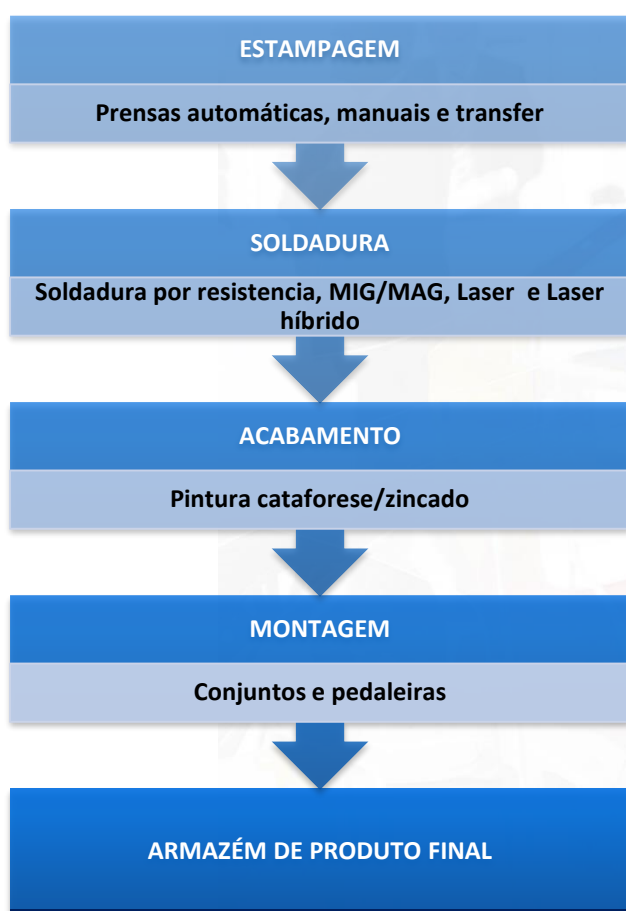 ESTAMPAGEM
Prensas automáticas, manuais e transfer
SOLDADURA
Soldadura por resistencia, MIG/MAG, Laser e Laser
híbrido
ACABAMENTO
Pintura cataforese/zincado
MONTAGEM
Conjuntos e pedaleiras
ARMAZÉM DE PRODUTO FINAL